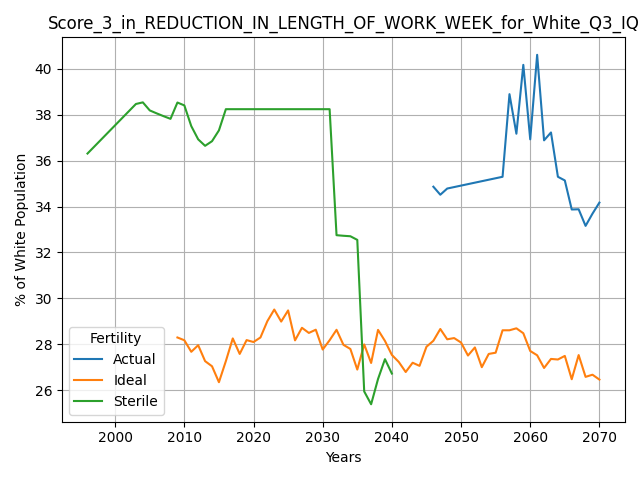 Score_3_in_REDUCTION_IN_LENGTH_OF_WORK_WEEK_for_White_Q3_IQ
% of White Population
40
38
36
34
32
30
28
26
Fertility
Actual
Ideal
Sterile
2000 2010 2020 2030 2040 2050 2060 2070
Years